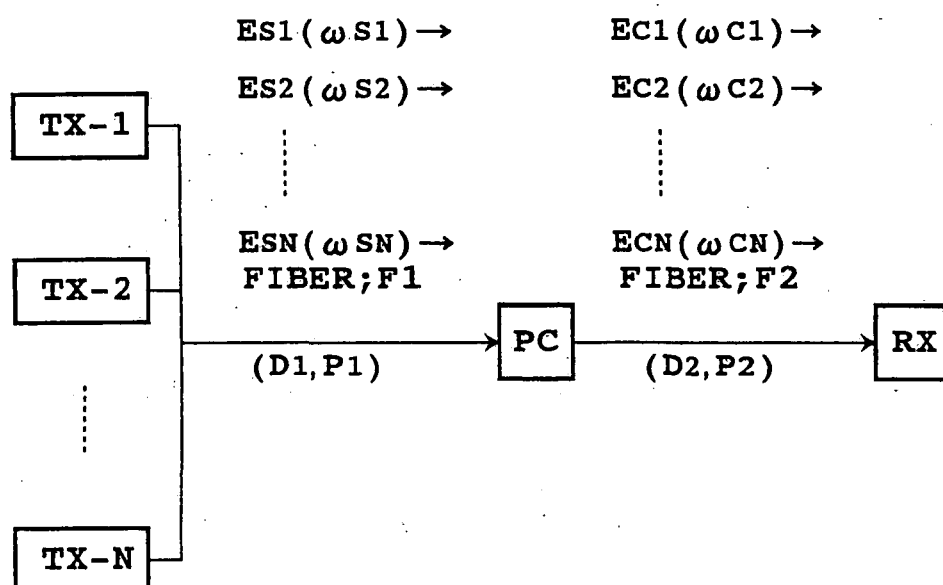 ES1(ωS1)→
EC1(ωC1)→
ES2(ωS2)→
EC2(ωC2)→
TX-1
ESN(ωSN)→
ECN(ωCN)→
FIBER;F1
FIBER;F2
TX-2
PC
RX
(D1,P1)
(D2,P2)
TX-N